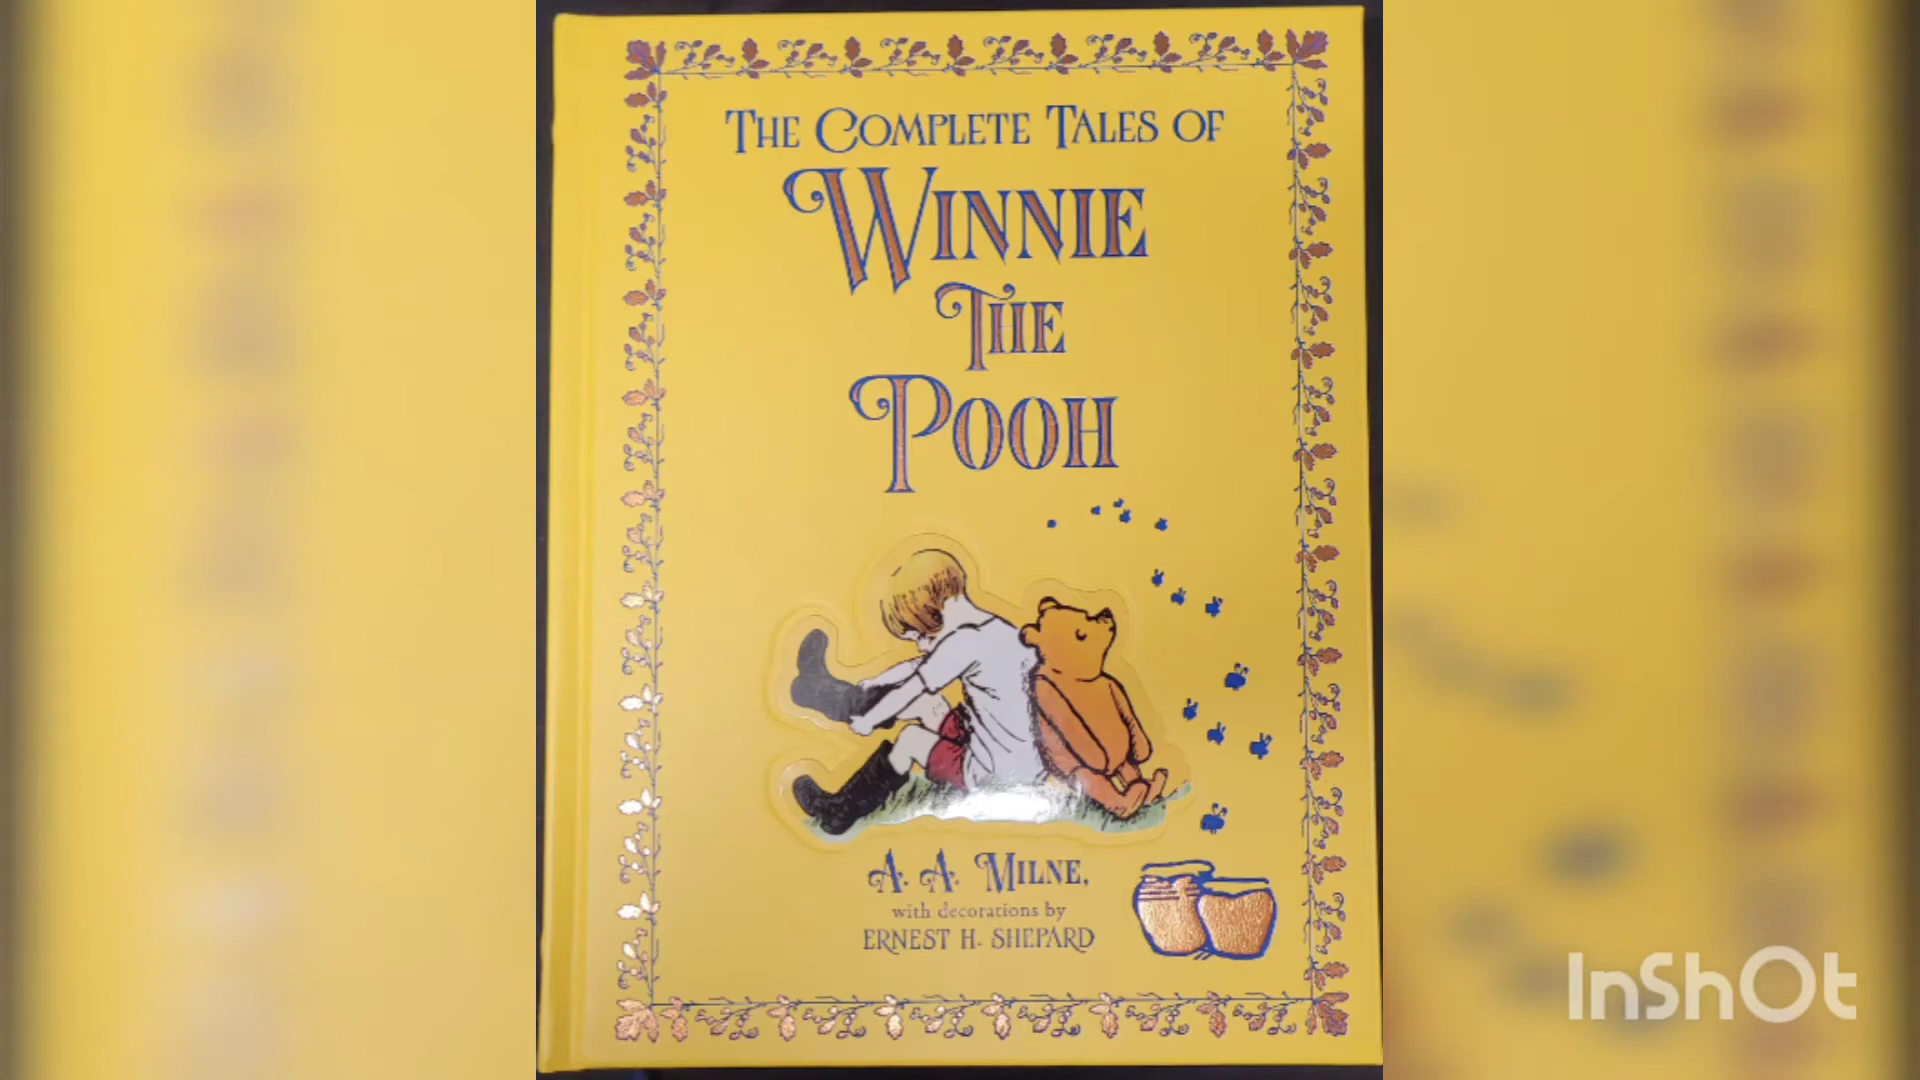 THE COMPLETE TALES OF
WINNIE
THE
POOH
A. A. MILNE,
with decorations by
ERNEST H. SHEPARD
InShOt